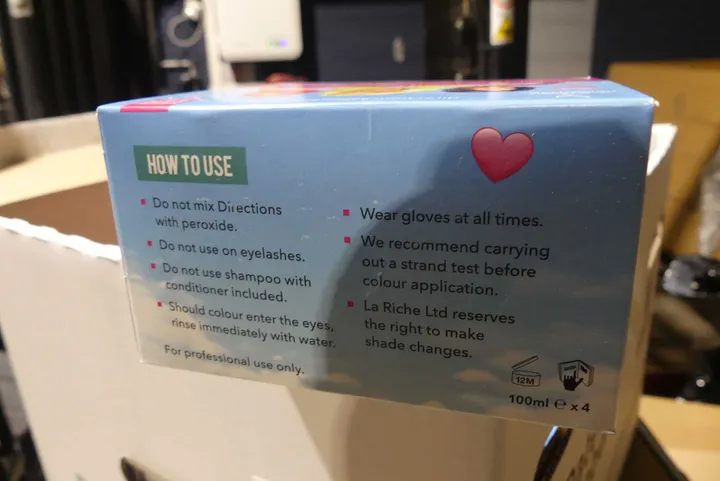 HOW TO USE
Do not mix Directions
with peroxide.
Do not use on eyelashes.
Do not use shampoo with
conditioner included.
Should colour enter the eyes,
rinse immediately with water.
For professional use only.
Wear gloves at all times.
We recommend carrying
out a strand test before
colour application.
La Riche Ltd reserves
the right to make
shade changes.
12M
100ml ℮ x 4